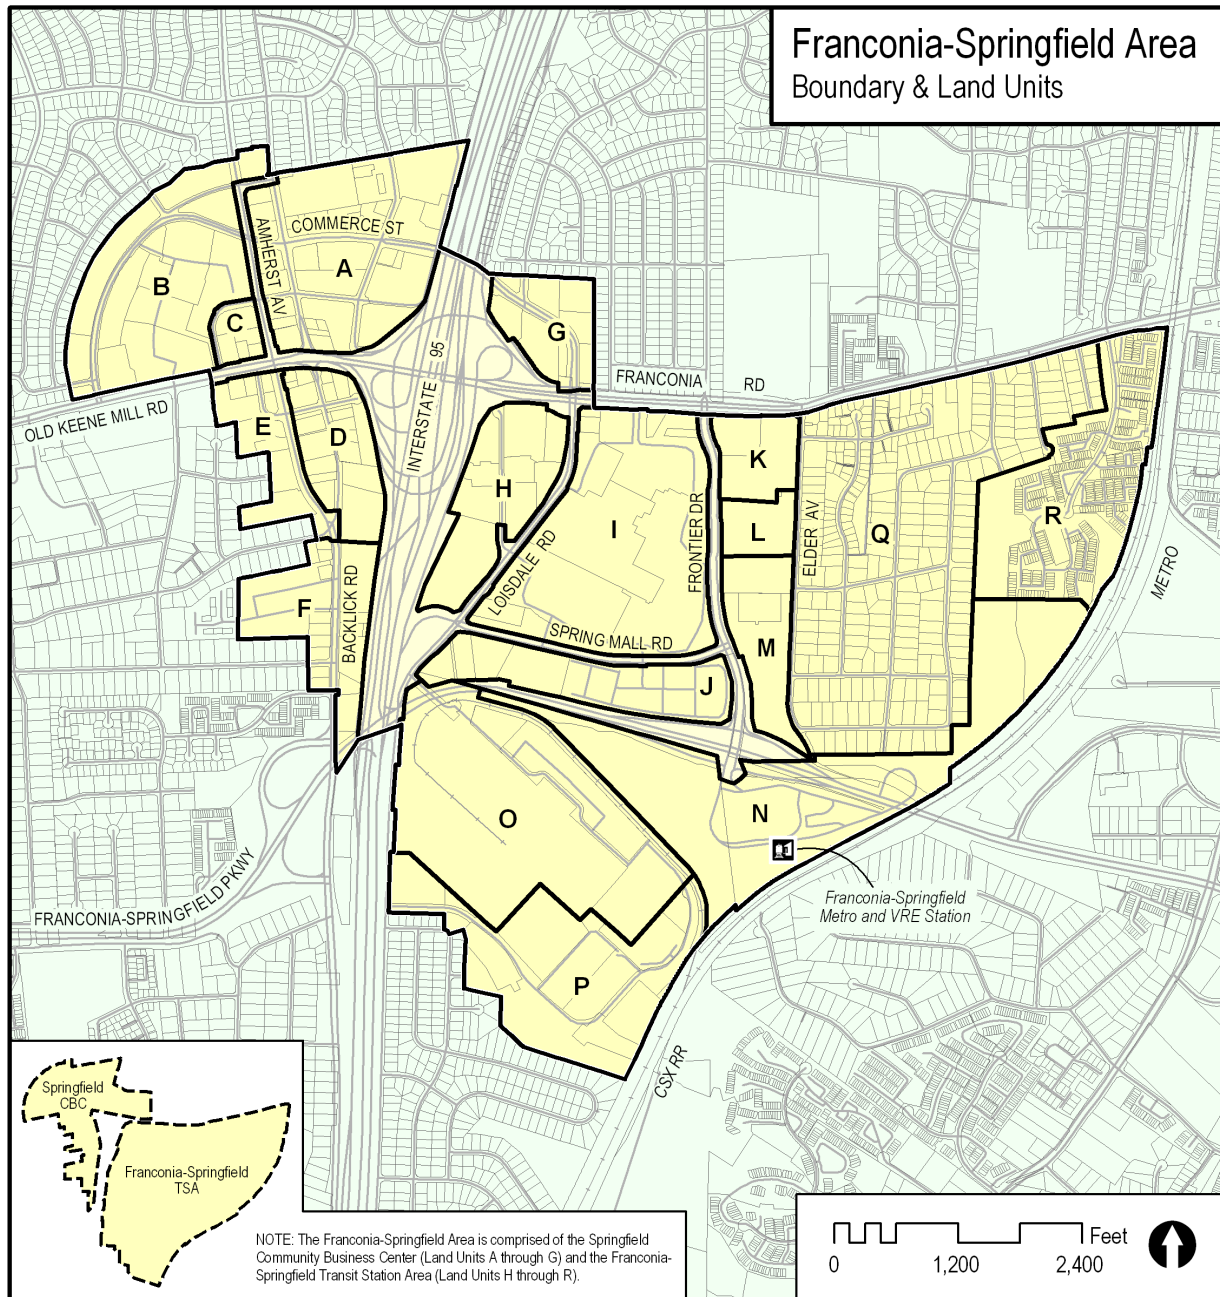 Franconia-Springfield Area
Boundary & Land Units
COMMERCE ST
AMHERST AV
A
B
C
G
INTERSTATE 95
FRANCONIA RD
OLD KEENE MILL RD
E
D
H
I
K
L
FRONTIER DR
ELDER AV
Q
R
METRO
LOISDALE RD
BACKLICK RD
F
SPRING MALL RD
M
J
O
N
FRANCONIA-SPRINGFIELD PKWY
Franconia-Springfield
Metro and VRE Station
P
CSX RR
Springfield
CBC
Franconia-Springfield
TSA
NOTE: The Franconia-Springfield Area is comprised of the Springfield
Community Business Center (Land Units A through G) and the Franconia-
Springfield Transit Station Area (Land Units H through R).
Feet
0 1,200 2,400